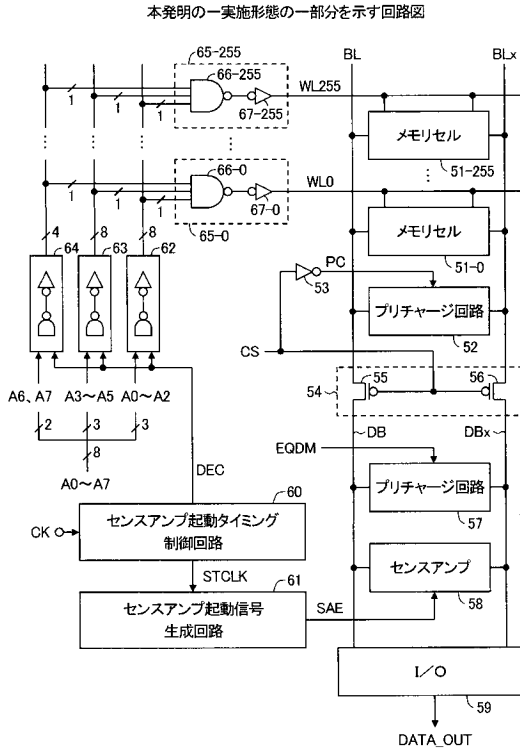 本発明の一実施形態の一部分を示す回路図
65-255
66-255
67-255
WL255
BL
BLx
1
1
1
メモリセル
51-255
66-0
67-0
65-0
WL0
1
1
1
メモリセル
51-0
4
8
8
64
63
62
PC
53
プリチャージ回路
52
CS
54
55
56
A6、A7
A3～A5
A0～A2
2
3
3
8
A0～A7
DEC
DB
DBx
EQDM
プリチャージ回路
57
60
CK
センスアンプ起動タイミング
制御回路
STCLK
61
センスアンプ
58
センスアンプ起動信号
生成回路
SAE
I/O
59
DATA_OUT